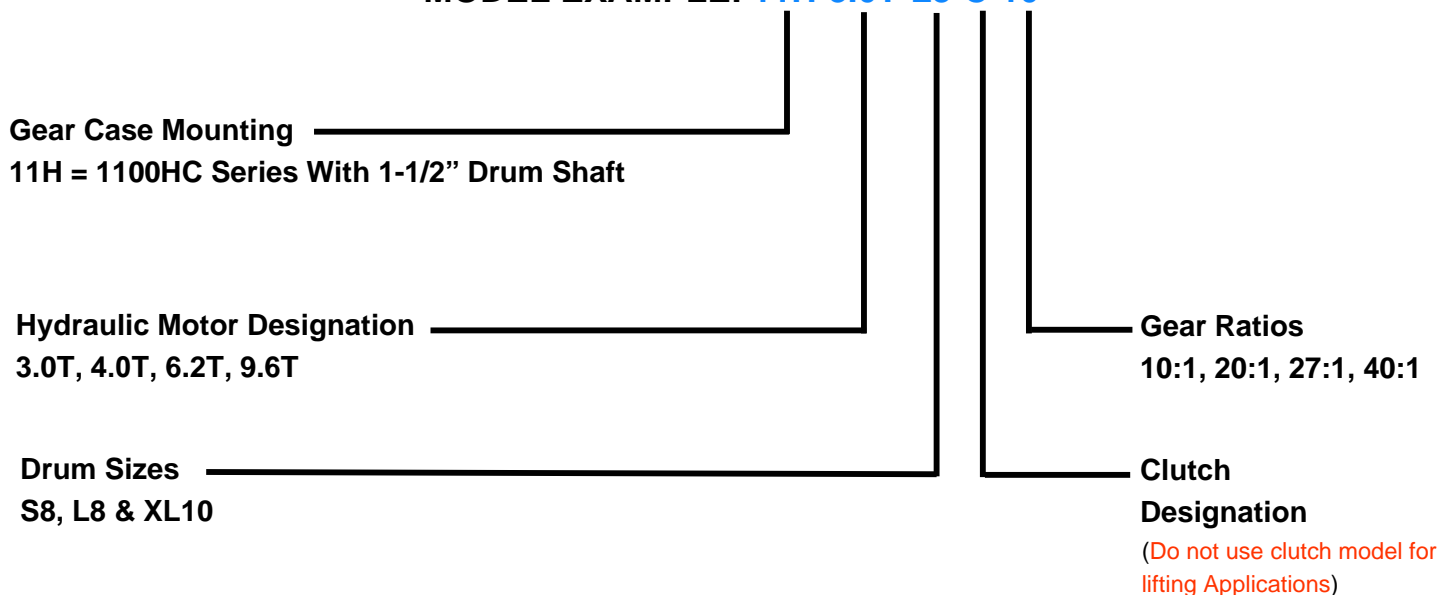 MODEL EXAMPLE:
Gear Case Mounting
11H = 1100HC Series With 1-1/2” Drum Shaft
Hydraulic Motor Designation
3.0T, 4.0T, 6.2T, 9.6T
Gear Ratios
10:1, 20:1, 27:1, 40:1
Drum Sizes
S8, L8 & XL10
Clutch
Designation
(Do not use clutch model for
lifting Applications)